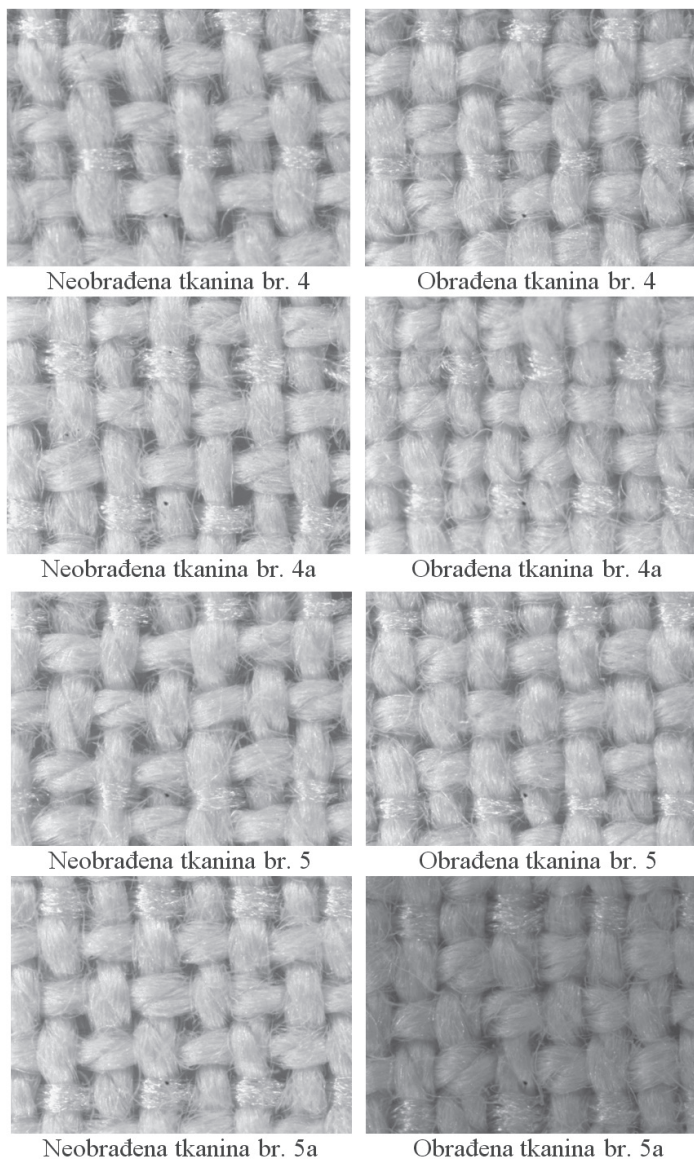 Neobrađena tkanina br. 4
Obrađena tkanina br. 4
Neobrađena tkanina br. 4a
Obrađena tkanina br. 4a
Neobrađena tkanina br. 5
Obrađena tkanina br. 5
Neobrađena tkanina br. 5a
Obrađena tkanina br. 5a